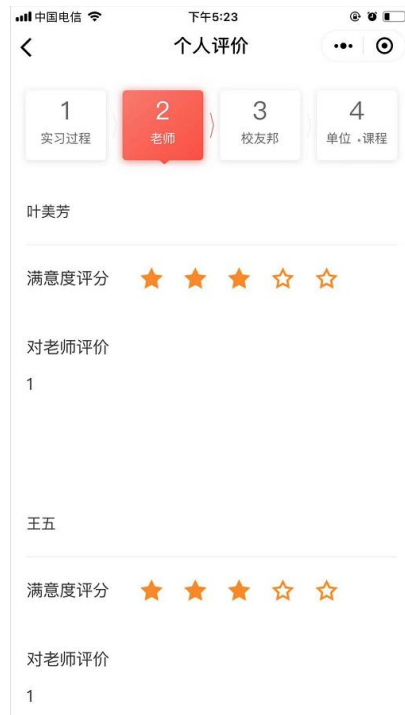 中国电信 下午5:23
个人评价
1 2 3 4
实习过程 老师 校友邦 单位、课程
叶美芳
满意度评分
对老师评价
1
王五
满意度评分
对老师评价
1